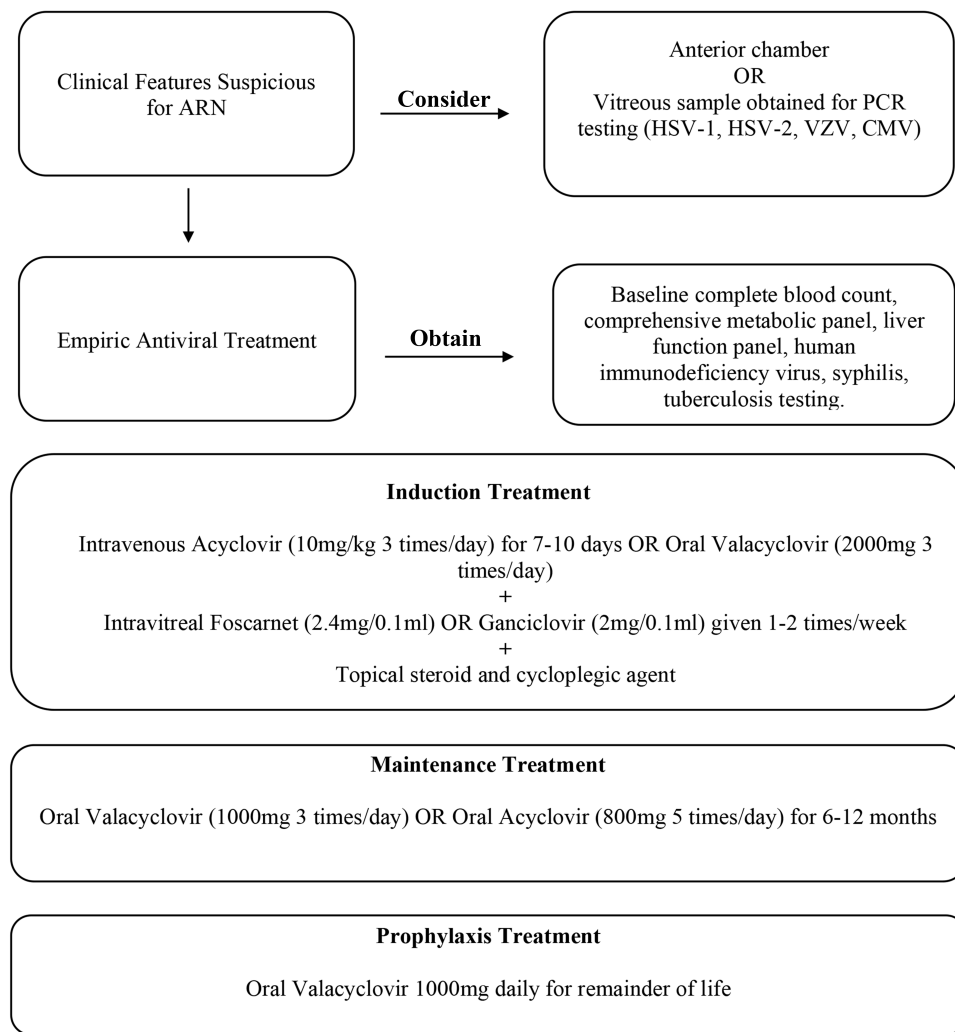 Clinical Features Suspicious
for ARN
Consider
Anterior chamber
OR
Vitreous sample obtained for PCR
testing (HSV-1, HSV-2, VZV, CMV)
Empiric Antiviral Treatment
Obtain
Baseline complete blood count,
comprehensive metabolic panel, liver
function panel, human
immunodeficiency virus, syphilis,
tuberculosis testing.
Induction Treatment
Intravenous Acyclovir (10mg/kg 3 times/day) for 7-10 days OR Oral Valacyclovir (2000mg 3
times/day)
+
Intravitreal Foscarnet (2.4mg/0.1ml) OR Ganciclovir (2mg/0.1ml) given 1-2 times/week
+
Topical steroid and cycloplegic agent
Maintenance Treatment
Oral Valacyclovir (1000mg 3 times/day) OR Oral Acyclovir (800mg 5 times/day) for 6-12 months
Prophylaxis Treatment
Oral Valacyclovir 1000mg daily for remainder of life